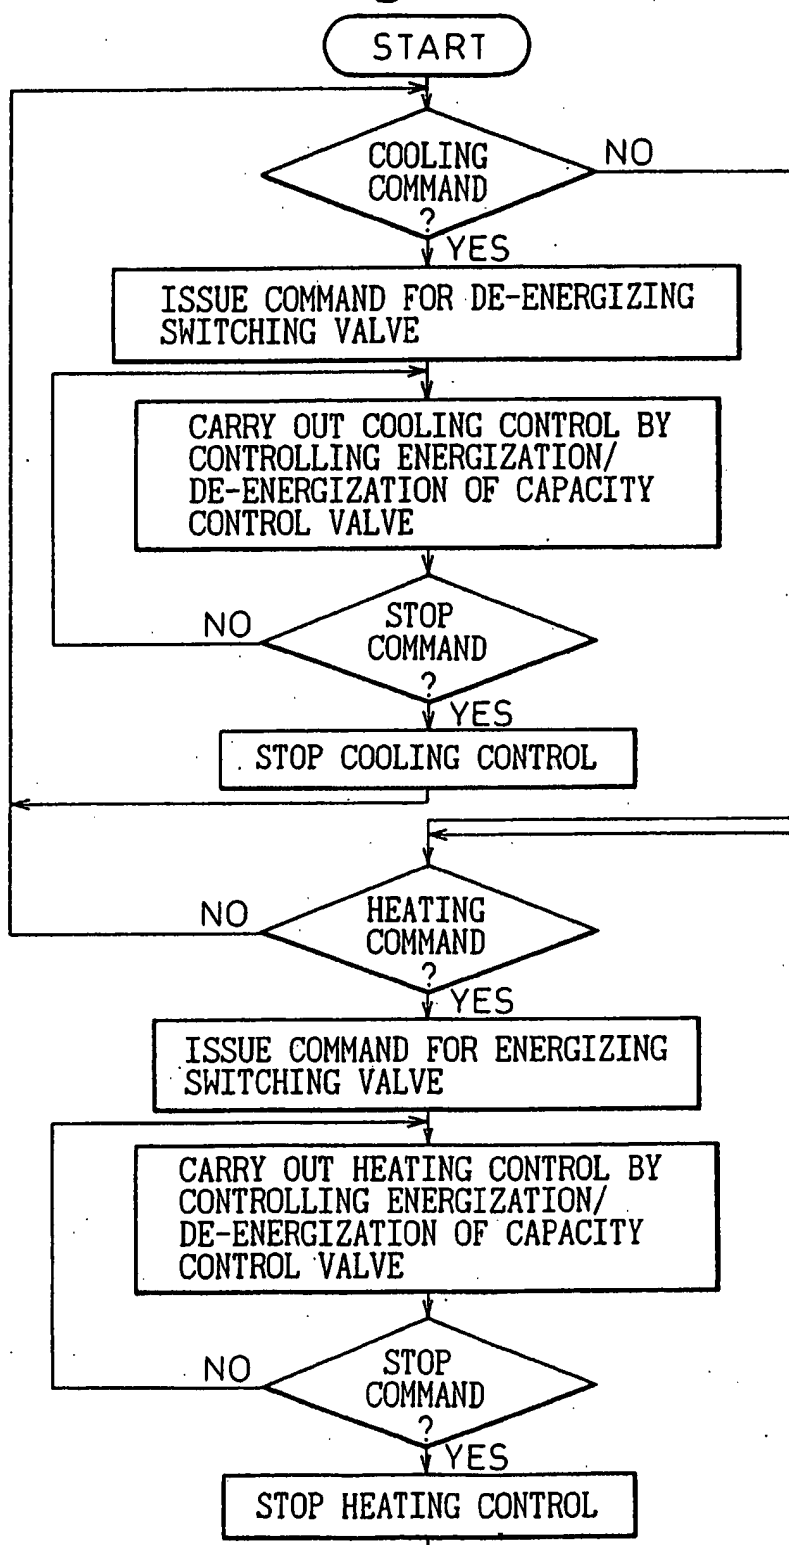 START
COOLING
COMMAND
?
NO
YES
ISSUE COMMAND FOR DE-ENERGIZING
SWITCHING VALVE
CARRY OUT COOLING CONTROL BY
CONTROLLING ENERGIZATION/
DE-ENERGIZATION OF CAPACITY
CONTROL VALVE
STOP
COMMAND
?
NO
YES
STOP COOLING CONTROL
HEATING
COMMAND
?
NO
YES
ISSUE COMMAND FOR ENERGIZING
SWITCHING VALVE
CARRY OUT HEATING CONTROL BY
CONTROLLING ENERGIZATION/
DE-ENERGIZATION OF CAPACITY
CONTROL VALVE
STOP
COMMAND
?
NO
YES
STOP HEATING CONTROL